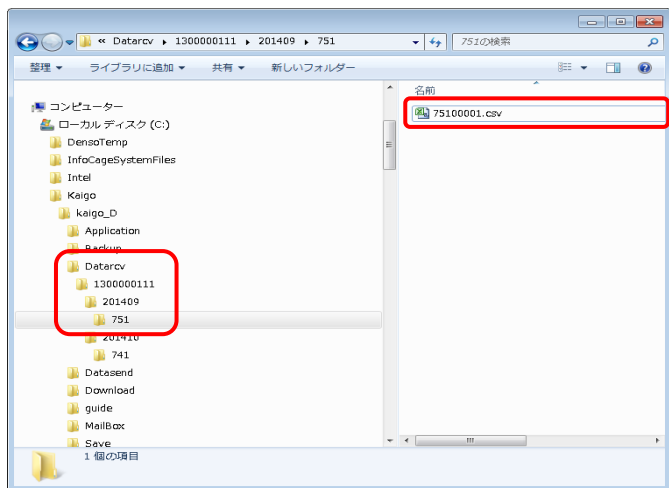 « Datarcv ▸ 1300000111 ▸ 201409 ▸ 751
751の検索
整理 ▼ ライブラリに追加 ▼ 共有 ▼ 新しいフォルダー
コンピューター
ローカル ディスク (C:)
DensoTemp
InfoCageSystemFiles
Intel
Kaigo
kaigo_D
Application
Backup
Datarcv
1300000111
201409
751
201410
741
Datasend
Download
guide
MailBox
Save
名前
75100001.csv
1 個の項目